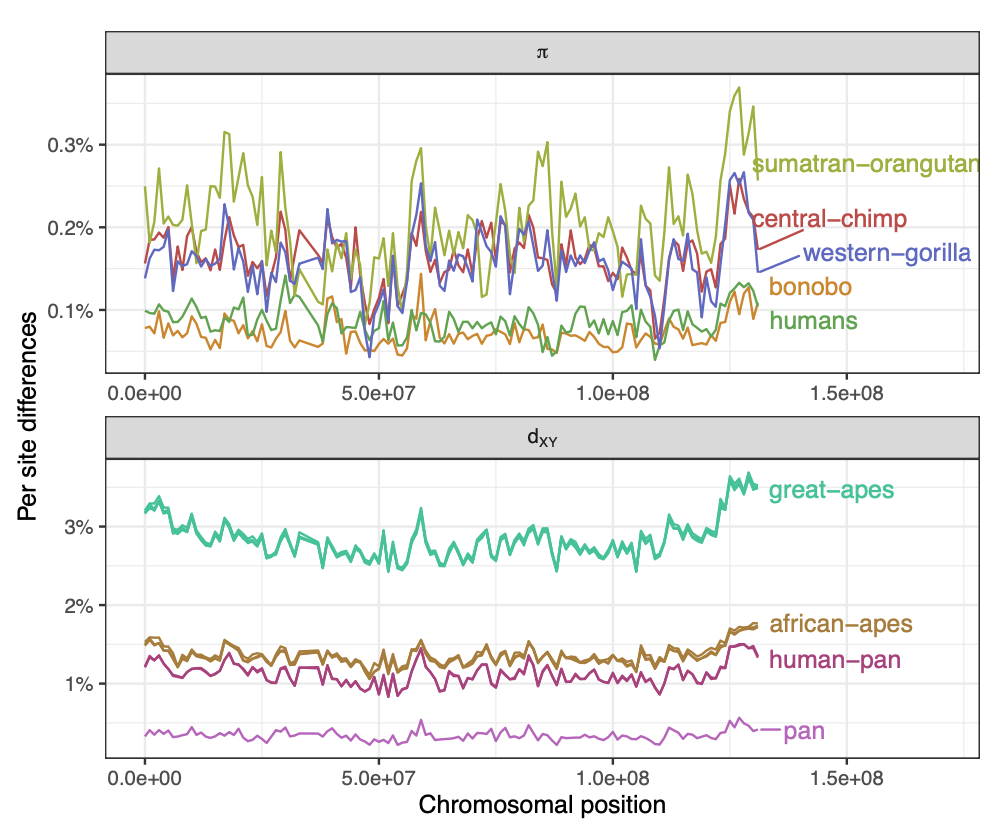 π
0.3%
0.2%
0.1%
sumatran−orangutan
central−chimp
western−gorilla
bonobo
humans
0.0e+00 5.0e+07 1.0e+08 1.5e+08
Per site differences
dXY
3%
2%
1%
great−apes
african−apes
human−pan
pan
0.0e+00 5.0e+07 1.0e+08 1.5e+08
Chromosomal position